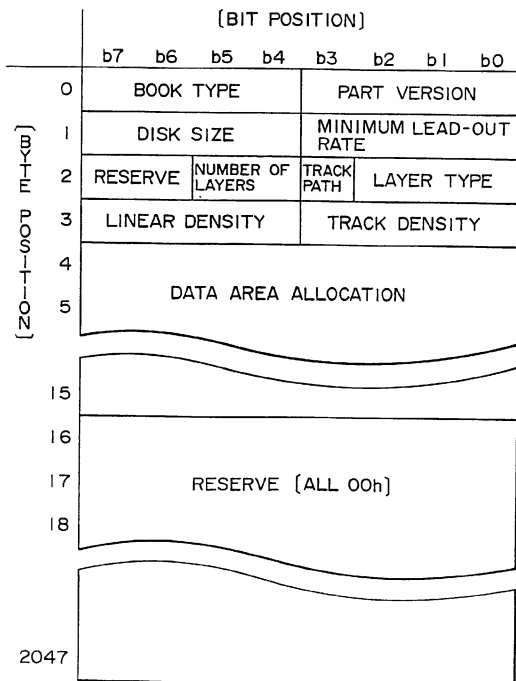 [BIT POSITION]
b7 b6 b5 b4 b3 b2 b1 b0
[BYTE POSITION]
0 BOOK TYPE PART VERSION
1 DISK SIZE MINIMUM LEAD-OUT
RATE
2 RESERVE NUMBER OF
LAYERS TRACK
PATH LAYER TYPE
3 LINEAR DENSITY TRACK DENSITY
4
DATA AREA ALLOCATION
5
15
16
17 RESERVE [ALL 00h]
18
2047